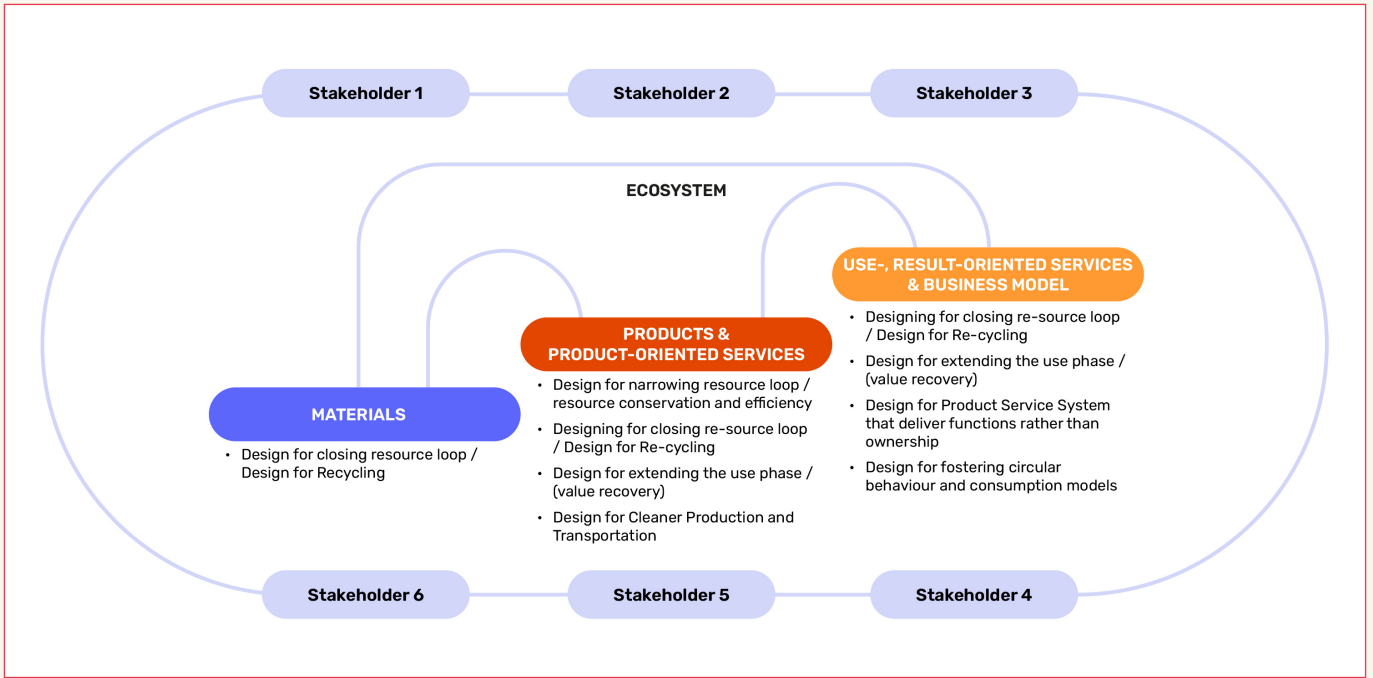 Stakeholder 1
Stakeholder 2
Stakeholder 3
ECOSYSTEM
MATERIALS
• Design for closing resource loop /
Design for Recycling
PRODUCTS &
PRODUCT-ORIENTED SERVICES
• Design for narrowing resource loop /
resource conservation and efficiency
• Designing for closing re-source loop
/ Design for Re-cycling
• Design for extending the use phase /
(value recovery)
• Design for Cleaner Production and
Transportation
USE-, RESULT-ORIENTED SERVICES
& BUSINESS MODEL
• Designing for closing re-source loop
/ Design for Re-cycling
• Design for extending the use phase /
(value recovery)
• Design for Product Service System
that deliver functions rather than
ownership
• Design for fostering circular
behaviour and consumption models
Stakeholder 6
Stakeholder 5
Stakeholder 4